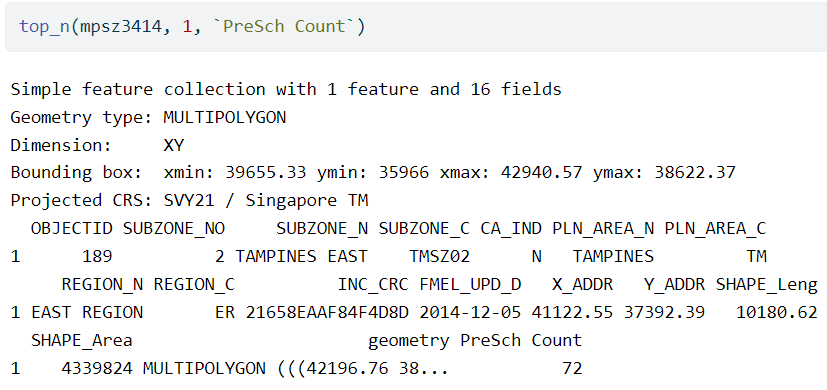 top_n(mpsz3414, 1, `PreSch Count`)
Simple feature collection with 1 feature and 16 fields
Geometry type: MULTIPOLYGON
Dimension:     XY
Bounding box:  xmin: 39655.33 ymin: 35966 xmax: 42940.57 ymax: 38622.37
Projected CRS: SVY21 / Singapore TM
  OBJECTID SUBZONE_NO     SUBZONE_N SUBZONE_C CA_IND PLN_AREA_N PLN_AREA_C
1      189          2 TAMPINES EAST    TMSZ02      N   TAMPINES         TM
     REGION_N REGION_C          INC_CRC FMEL_UPD_D   X_ADDR   Y_ADDR SHAPE_Leng
1 EAST REGION       ER 21658EAAF84F4D8D 2014-12-05 41122.55 37392.39   10180.62
  SHAPE_Area                       geometry PreSch Count
1    4339824 MULTIPOLYGON (((42196.76 38...           72